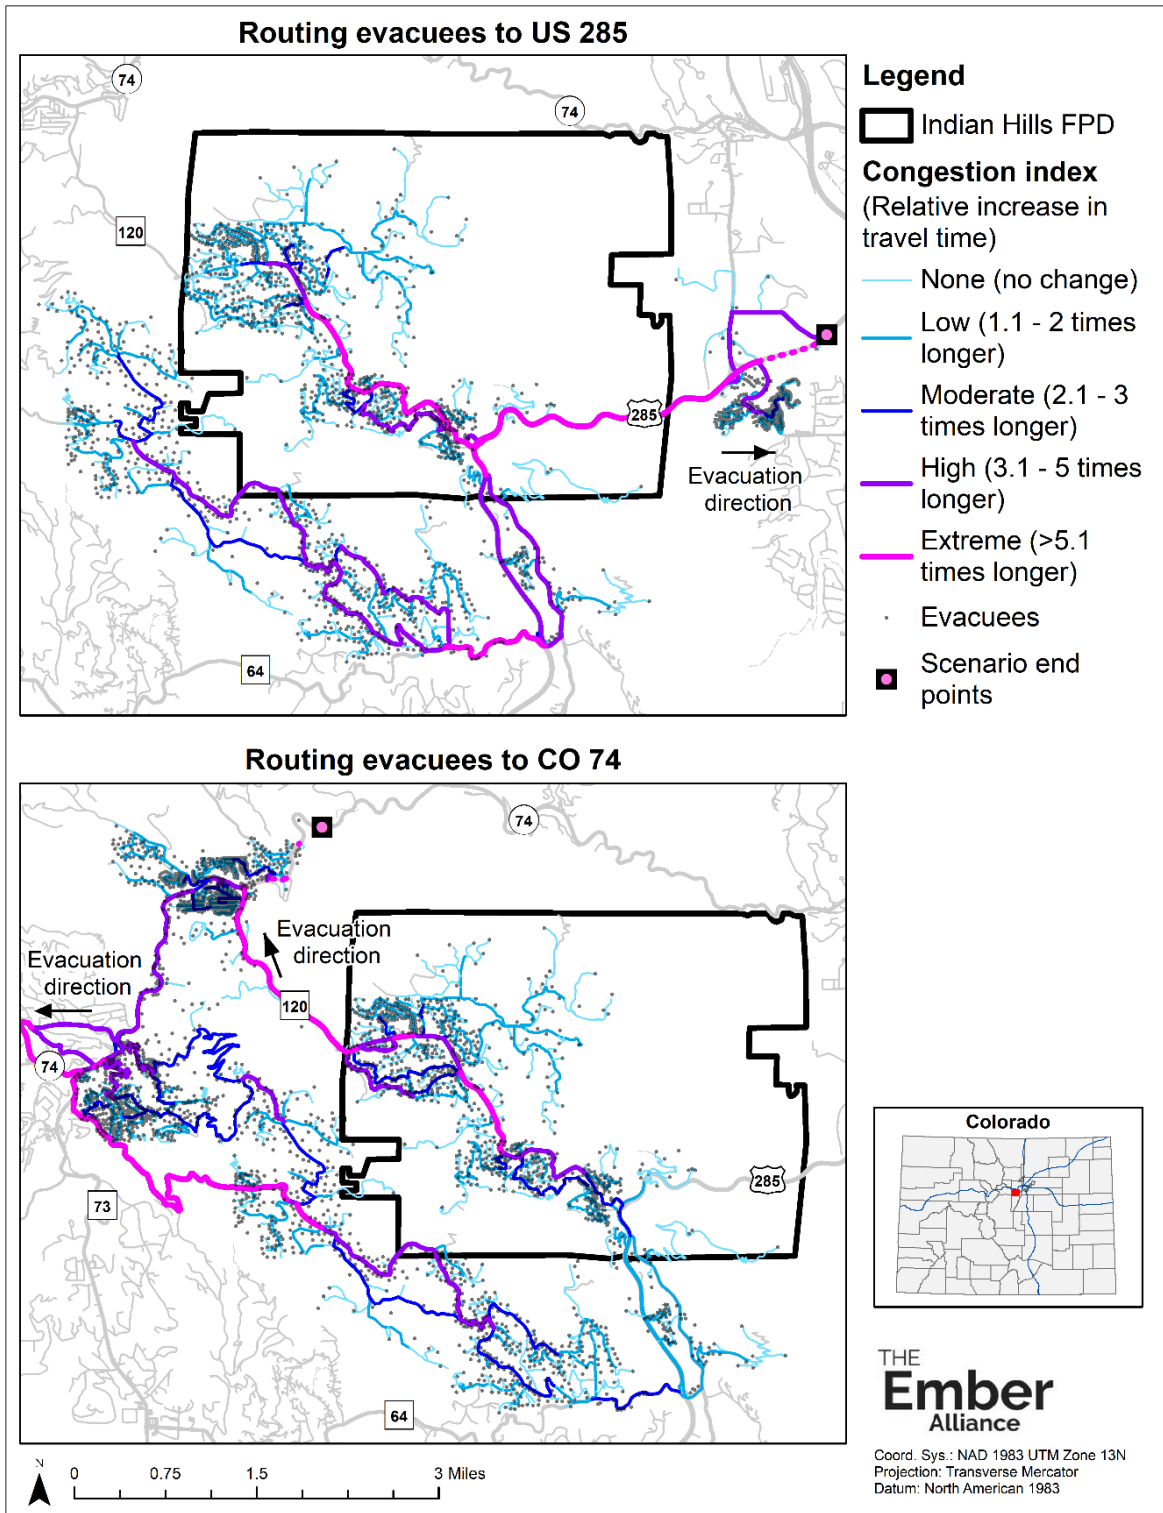 Routing evacuees to US 285
74
74
120
285
Evacuation
direction
64
Legend
Indian Hills FPD
Congestion index
(Relative increase in
travel time)
None (no change)
Low (1.1 - 2 times
longer)
Moderate (2.1 - 3
times longer)
High (3.1 - 5 times
longer)
Extreme (>5.1
times longer)
Evacuees
Scenario end
points
Routing evacuees to CO 74
74
Evacuation
direction
Evacuation
direction
120
74
285
73
64
N
0 0.75 1.5 3 Miles
Colorado
THE
Ember
Alliance
Coord. Sys.: NAD 1983 UTM Zone 13N
Projection: Transverse Mercator
Datum: North American 1983